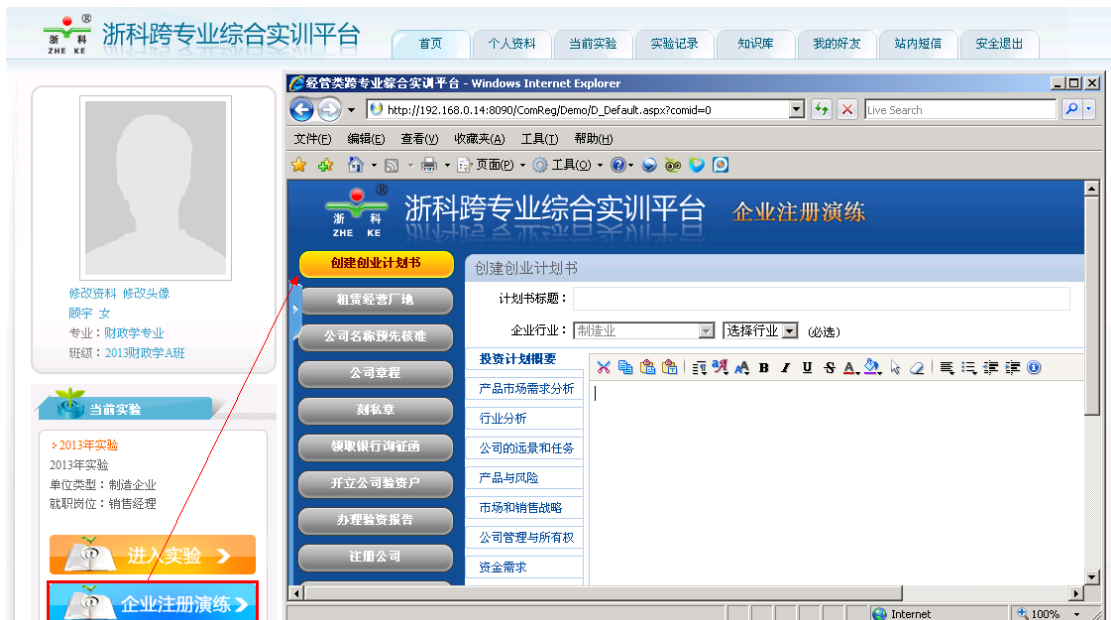 浙科跨专业综合实训平台
浙 科
ZHE KE
®
首页 个人资料 当前实验 实验记录 知识库 我的好友 站内短信 安全退出
修改资料 修改头像
顾宇 女
专业：财政学专业
班级：2013财政学A班
当前实验
>2013年实验
2013年实验
单位类型：制造企业
就职岗位：销售经理
进入实验
企业注册演练
经管类跨专业综合实训平台 - Windows Internet Explorer
http://192.168.0.14:8090/ComReg/Demo/D_Default.aspx?comid=0
Live Search
文件(F) 编辑(E) 查看(V) 收藏夹(A) 工具(T) 帮助(H)
页面(P) 工具(O)
®
浙 科
ZHE KE
浙科跨专业综合实训平台 企业注册演练
创建创业计划书
租赁经营厂地
公司名称预先核准
公司章程
刻私章
领取银行询证函
开立公司验资户
办理验资报告
注册公司
创建创业计划书
计划书标题：
企业行业： 制造业 选择行业 (必选)
投资计划概要
产品市场需求分析
行业分析
公司的远景和任务
产品与风险
市场和销售战略
公司管理与所有权
资金需求
B I U S A
Internet 100%